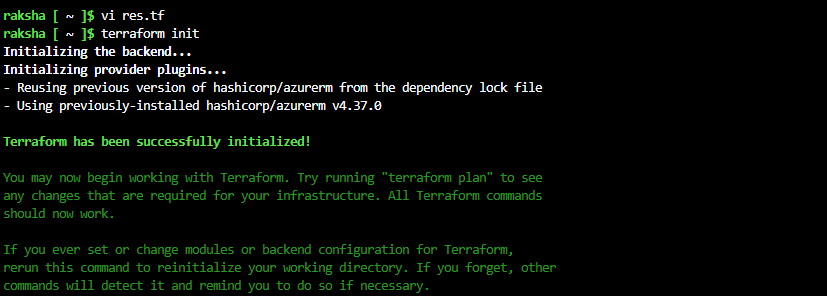 raksha [ ~ ]$ vi res.tf
raksha [ ~ ]$ terraform init
Initializing the backend...
Initializing provider plugins...
- Reusing previous version of hashicorp/azurerm from the dependency lock file
- Using previously-installed hashicorp/azurerm v4.37.0

Terraform has been successfully initialized!

You may now begin working with Terraform. Try running "terraform plan" to see
any changes that are required for your infrastructure. All Terraform commands
should now work.

If you ever set or change modules or backend configuration for Terraform,
rerun this command to reinitialize your working directory. If you forget, other
commands will detect it and remind you to do so if necessary.